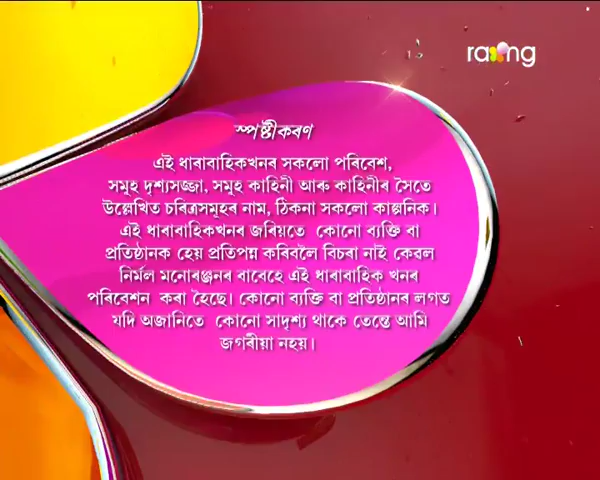 rang
স্পষ্টীকৰণ
এই ধাৰাবাহিকখনৰ সকলো পৰিবেশ,
সমূহ দৃশ্যসজ্জা, সমূহ কাহিনী আৰু কাহিনীৰ সৈতে
উল্লেখিত চৰিত্ৰসমূহৰ নাম, ঠিকনা সকলো কাল্পনিক।
এই ধাৰাবাহিকখনৰ জৰিয়তে কোনো ব্যক্তি বা
প্ৰতিষ্ঠানক হেয় প্ৰতিপন্ন কৰিবলৈ বিচৰা নাই কেৱল
নিৰ্মল মনোৰঞ্জনৰ বাবেহে এই ধাৰাবাহিক খনৰ
পৰিবেশন কৰা হৈছে। কোনো ব্যক্তি বা প্ৰতিষ্ঠানৰ লগত
যদি অজানিতে কোনো সাদৃশ্য থাকে তেন্তে আমি
জগৰীয়া নহয়।